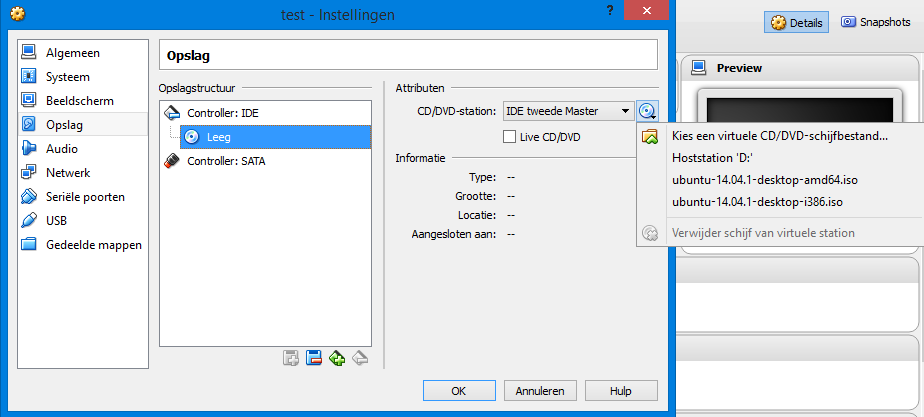 test - Instellingen
?
Details
Snapshots
Algemeen
Systeem
Beeldscherm
Opslag
Audio
Netwerk
Seriële poorten
USB
Gedeelde mappen
Opslag
Opslagstructuur
Controller: IDE
Leeg
Controller: SATA
Attributen
CD/DVD-station: IDE tweede Master
Live CD/DVD
Informatie
Type: --
Grootte: --
Locatie: --
Aangesloten aan: --
Preview
Kies een virtuele CD/DVD-schijfbestand...
Hoststation 'D:'
ubuntu-14.04.1-desktop-amd64.iso
ubuntu-14.04.1-desktop-i386.iso
Verwijder schijf van virtuele station
OK
Annuleren
Hulp